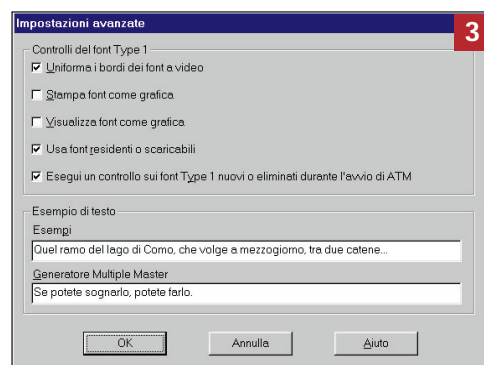 Impostazioni avanzate
3
Controlli del font Type 1
Uniforma i bordi dei font a video
Stampa font come grafica
Visualizza font come grafica
Usa font residenti o scaricabili
Esegui un controllo sui font Type 1 nuovi o eliminati durante l'avvio di ATM
Esempio di testo
Esempi
Quel ramo del lago di Como, che volge a mezzogiorno, tra due catene...
Generatore Multiple Master
Se potete sognarlo, potete farlo.
OK Annulla Aiuto